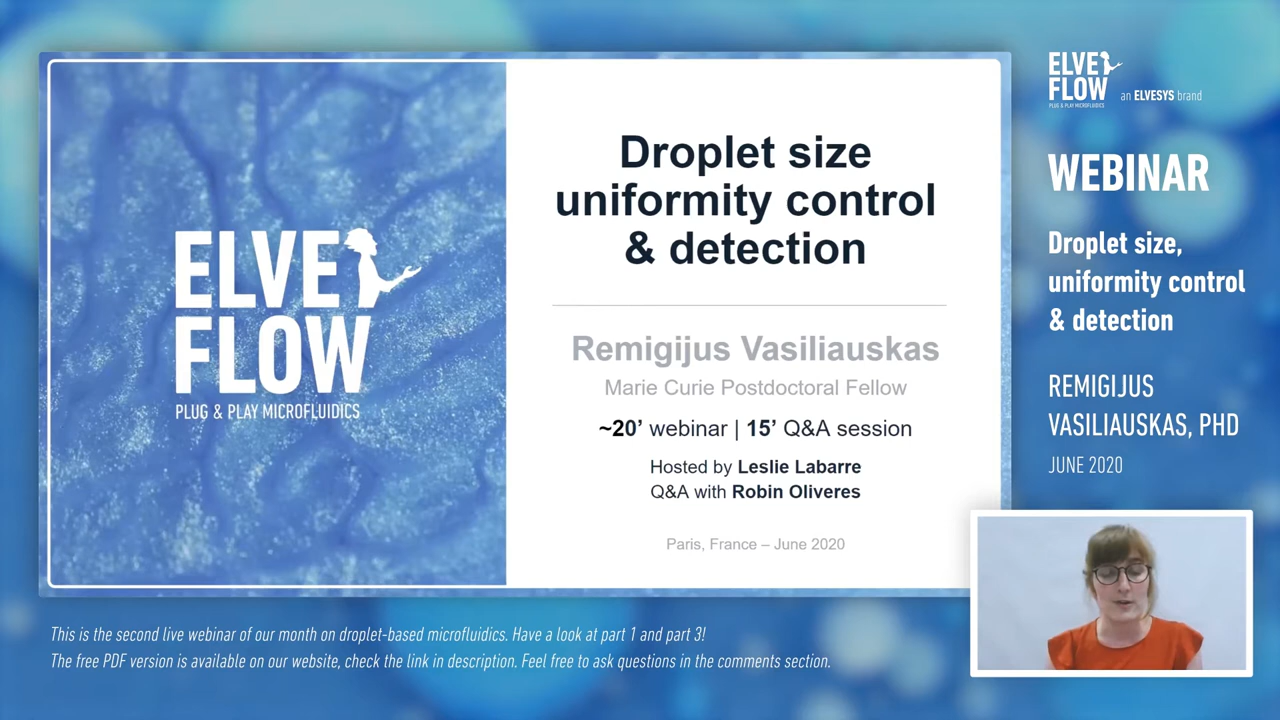 ELVE
FLOW
PLUG & PLAY MICROFLUIDICS
Droplet size
uniformity control
& detection
Remigijus Vasiliauskas
Marie Curie Postdoctoral Fellow
~20’ webinar | 15’ Q&A session
Hosted by Leslie Labarre
Q&A with Robin Oliveres
Paris, France – June 2020
ELVE
FLOW
PLUG & PLAY MICROFLUIDICS
an ELVESYS brand
WEBINAR
Droplet size,
uniformity control
& detection
REMIGIJUS
VASILIAUSKAS, PHD
JUNE 2020
This is the second live webinar of our month on droplet-based microfluidics. Have a look at part 1 and part 3!
The free PDF version is available on our website, check the link in description. Feel free to ask questions in the comments section.